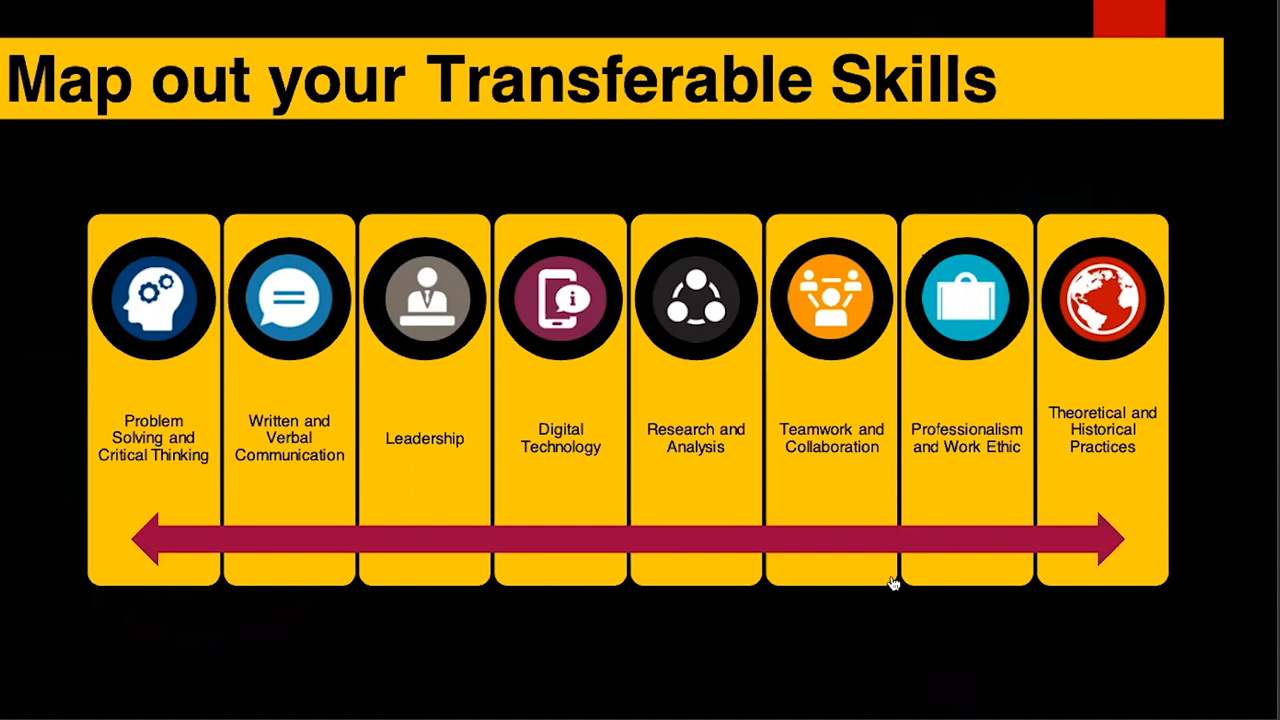 Map out your Transferable Skills
Problem
Solving and
Critical Thinking
Written and
Verbal
Communication
Leadership
Digital
Technology
Research and
Analysis
Teamwork and
Collaboration
Professionalism
and Work Ethic
Theoretical and
Historical
Practices